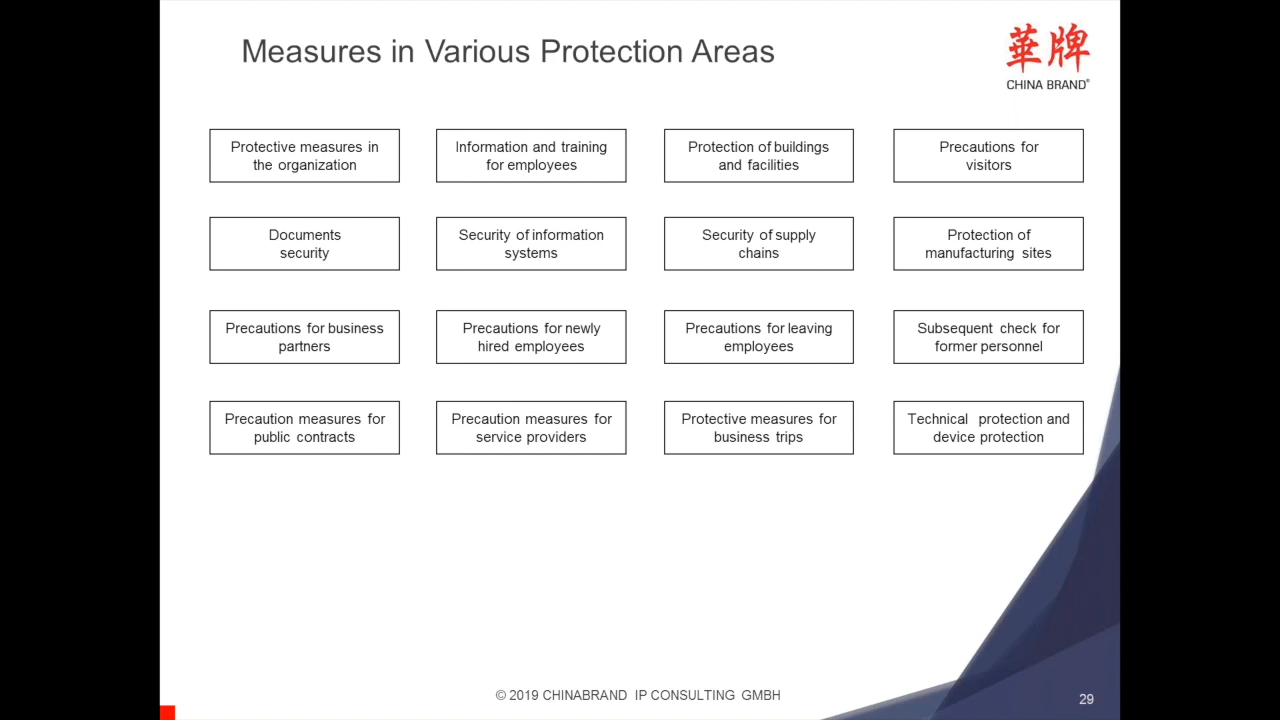 Measures in Various Protection Areas
華牌
CHINA BRAND®
Protective measures in
the organization
Information and training
for employees
Protection of buildings
and facilities
Precautions for
visitors
Documents
security
Security of information
systems
Security of supply
chains
Protection of
manufacturing sites
Precautions for business
partners
Precautions for newly
hired employees
Precautions for leaving
employees
Subsequent check for
former personnel
Precaution measures for
public contracts
Precaution measures for
service providers
Protective measures for
business trips
Technical protection and
device protection
© 2019 CHINABRAND IP CONSULTING GMBH
29